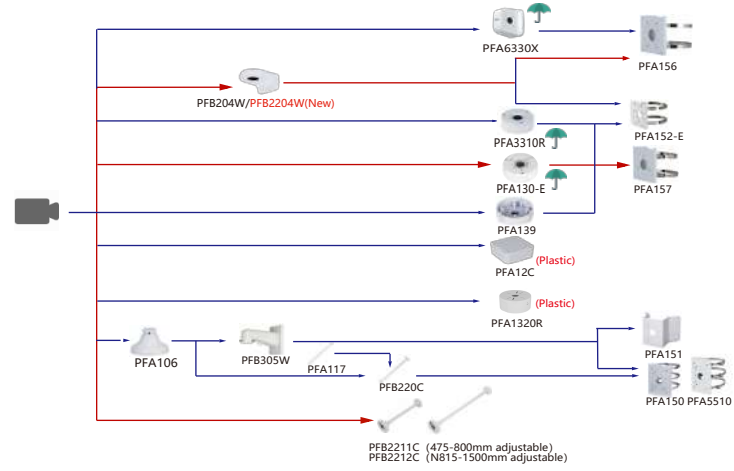 PFA6330X
PFA156
PFB204W/PFB2204W(New)
PFA3310R
PFA152-E
PFA130-E
PFA157
PFA139
PFA12C
(Plastic)
PFA1320R
(Plastic)
PFA106
PFB305W
PFA117
PFB220C
PFA151
PFA150 PFA5510
PFB2211C (475-800mm adjustable)
PFB2212C (N815-1500mm adjustable)